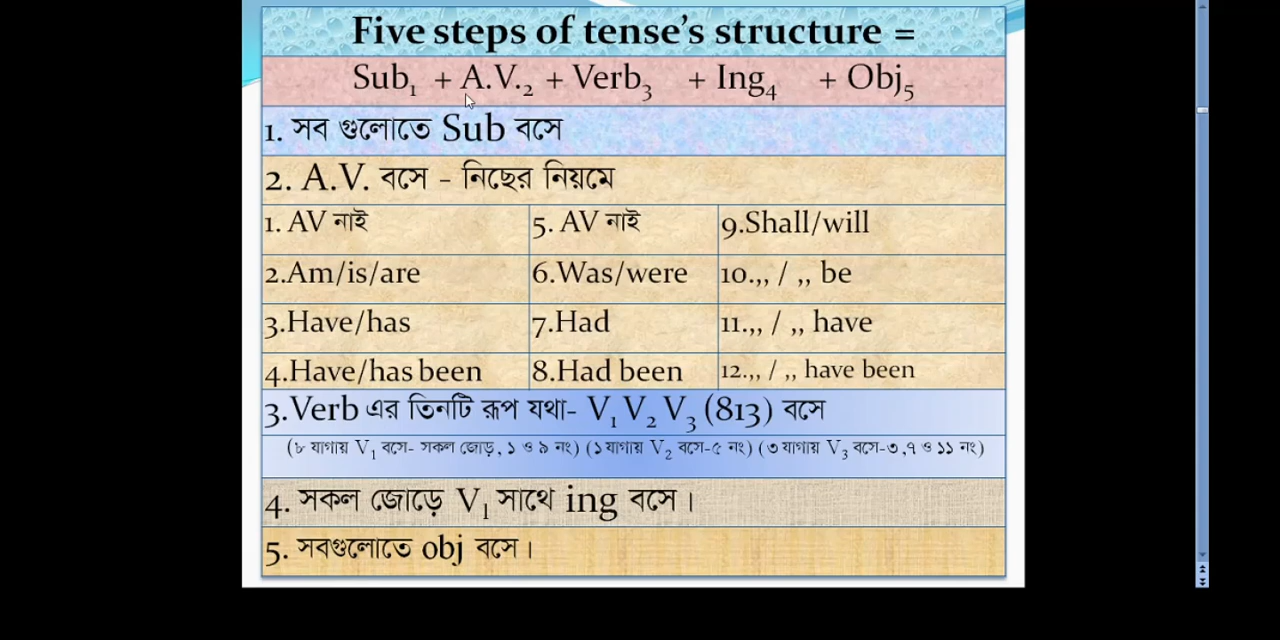 Five steps of tense's structure =
Sub₁ + A.V.₂ + Verb₃ + Ing₄ + Obj₅
1. সব গুলোতে Sub বসে
2. A.V. বসে - নিছের নিয়মে
1. AV নাই 5. AV নাই 9.Shall/will
2.Am/is/are 6.Was/were 10.,, / ,, be
3.Have/has 7.Had 11.,, / ,, have
4.Have/has been 8.Had been 12.,, / ,, have been
3.Verb এর তিনটি রূপ যথা- V₁ V₂ V₃ (813) বসে
(৮ যাগায় V₁ বসে- সকল জোড়, ১ ও ৯ নং) (১যাগায় V₂ বসে-৫ নং) (৩ যাগায় V₃ বসে-৩,৭ ও ১১ নং)
4. সকল জোড়ে V₁ সাথে ing বসে।
5. সবগুলোতে obj বসে।